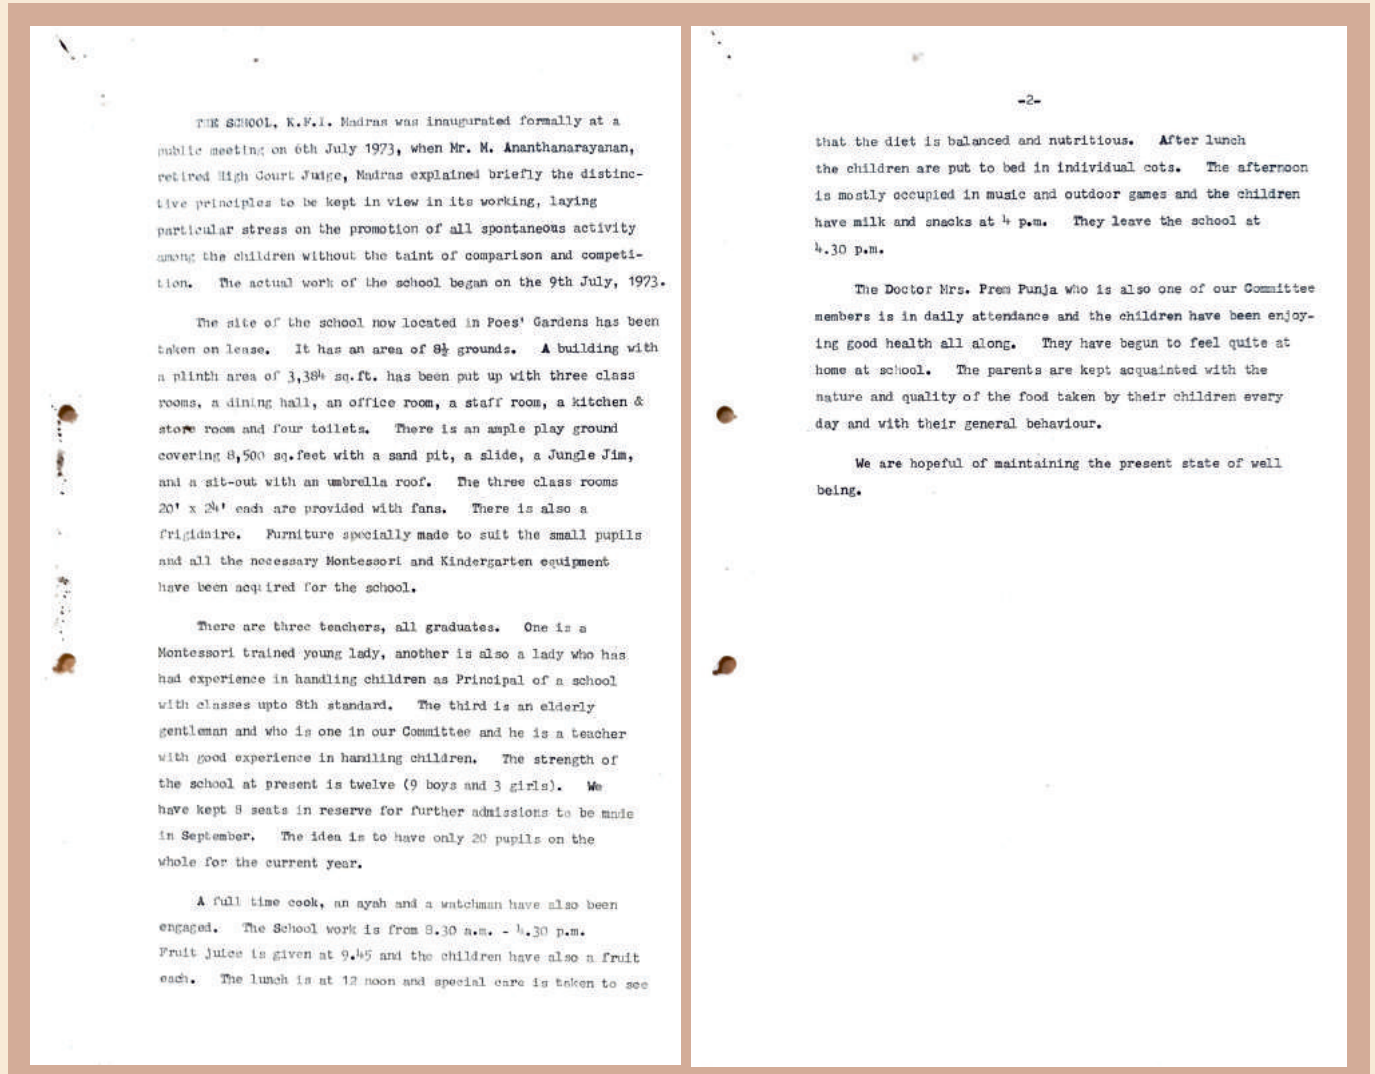 THE SCHOOL, K.F.I. Madras was inaugurated formally at a
public meeting on 6th July 1973, when Mr. M. Ananthanarayanan,
retired High Court Judge, Madras explained briefly the distinc-
tive principles to be kept in view in its working, laying
particular stress on the promotion of all spontaneous activity
among the children without the taint of comparison and competi-
tion. The actual work of the school began on the 9th July, 1973.
The site of the school now located in Poes' Gardens has been
taken on lease. It has an area of 8½ grounds. A building with
a plinth area of 3,384 sq.ft. has been put up with three class
rooms, a dining hall, an office room, a staff room, a kitchen &
store room and four toilets. There is an ample play ground
covering 8,500 sq.feet with a sand pit, a slide, a Jungle Jim,
and a sit-out with an umbrella roof. The three class rooms
20' x 24' each are provided with fans. There is also a
frigidaire. Furniture specially made to suit the small pupils
and all the necessary Montessori and Kindergarten equipment
have been acquired for the school.
There are three teachers, all graduates. One is a
Montessori trained young lady, another is also a lady who has
had experience in handling children as Principal of a school
with classes upto 8th standard. The third is an elderly
gentleman and who is one in our Committee and he is a teacher
with good experience in handling children. The strength of
the school at present is twelve (9 boys and 3 girls). We
have kept 8 seats in reserve for further admissions to be made
in September. The idea is to have only 20 pupils on the
whole for the current year.
A full time cook, an ayah and a watchman have also been
engaged. The School work is from 8.30 a.m. - 4.30 p.m.
Fruit juice is given at 9.45 and the children have also a fruit
each. The lunch is at 12 noon and special care is taken to see
-2-
that the diet is balanced and nutritious. After lunch
the children are put to bed in individual cots. The afternoon
is mostly occupied in music and outdoor games and the children
have milk and snacks at 4 p.m. They leave the school at
4.30 p.m.
The Doctor Mrs. Prem Punja who is also one of our Committee
members is in daily attendance and the children have been enjoy-
ing good health all along. They have begun to feel quite at
home at school. The parents are kept acquainted with the
nature and quality of the food taken by their children every
day and with their general behaviour.
We are hopeful of maintaining the present state of well
being.